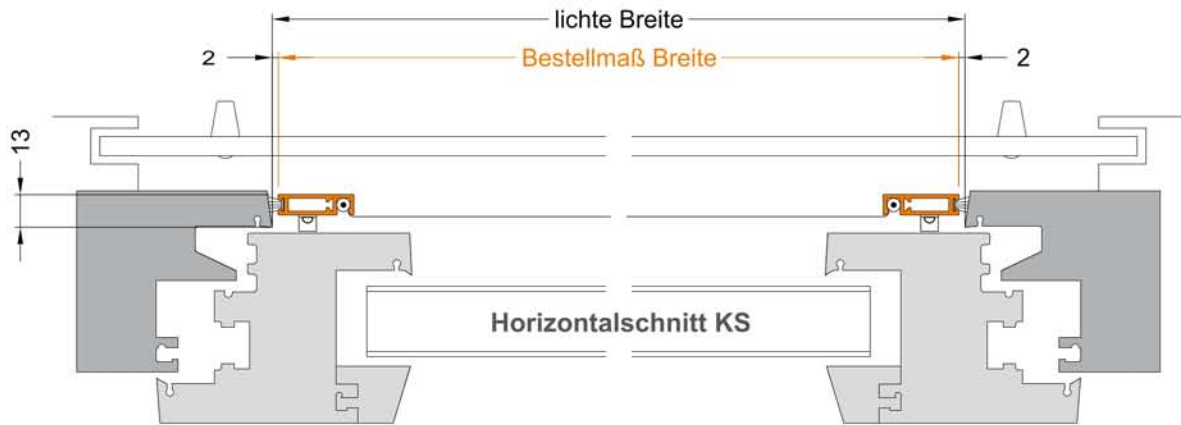 lichte Breite
2
Bestellmaß Breite
2
13
Horizontalschnitt KS